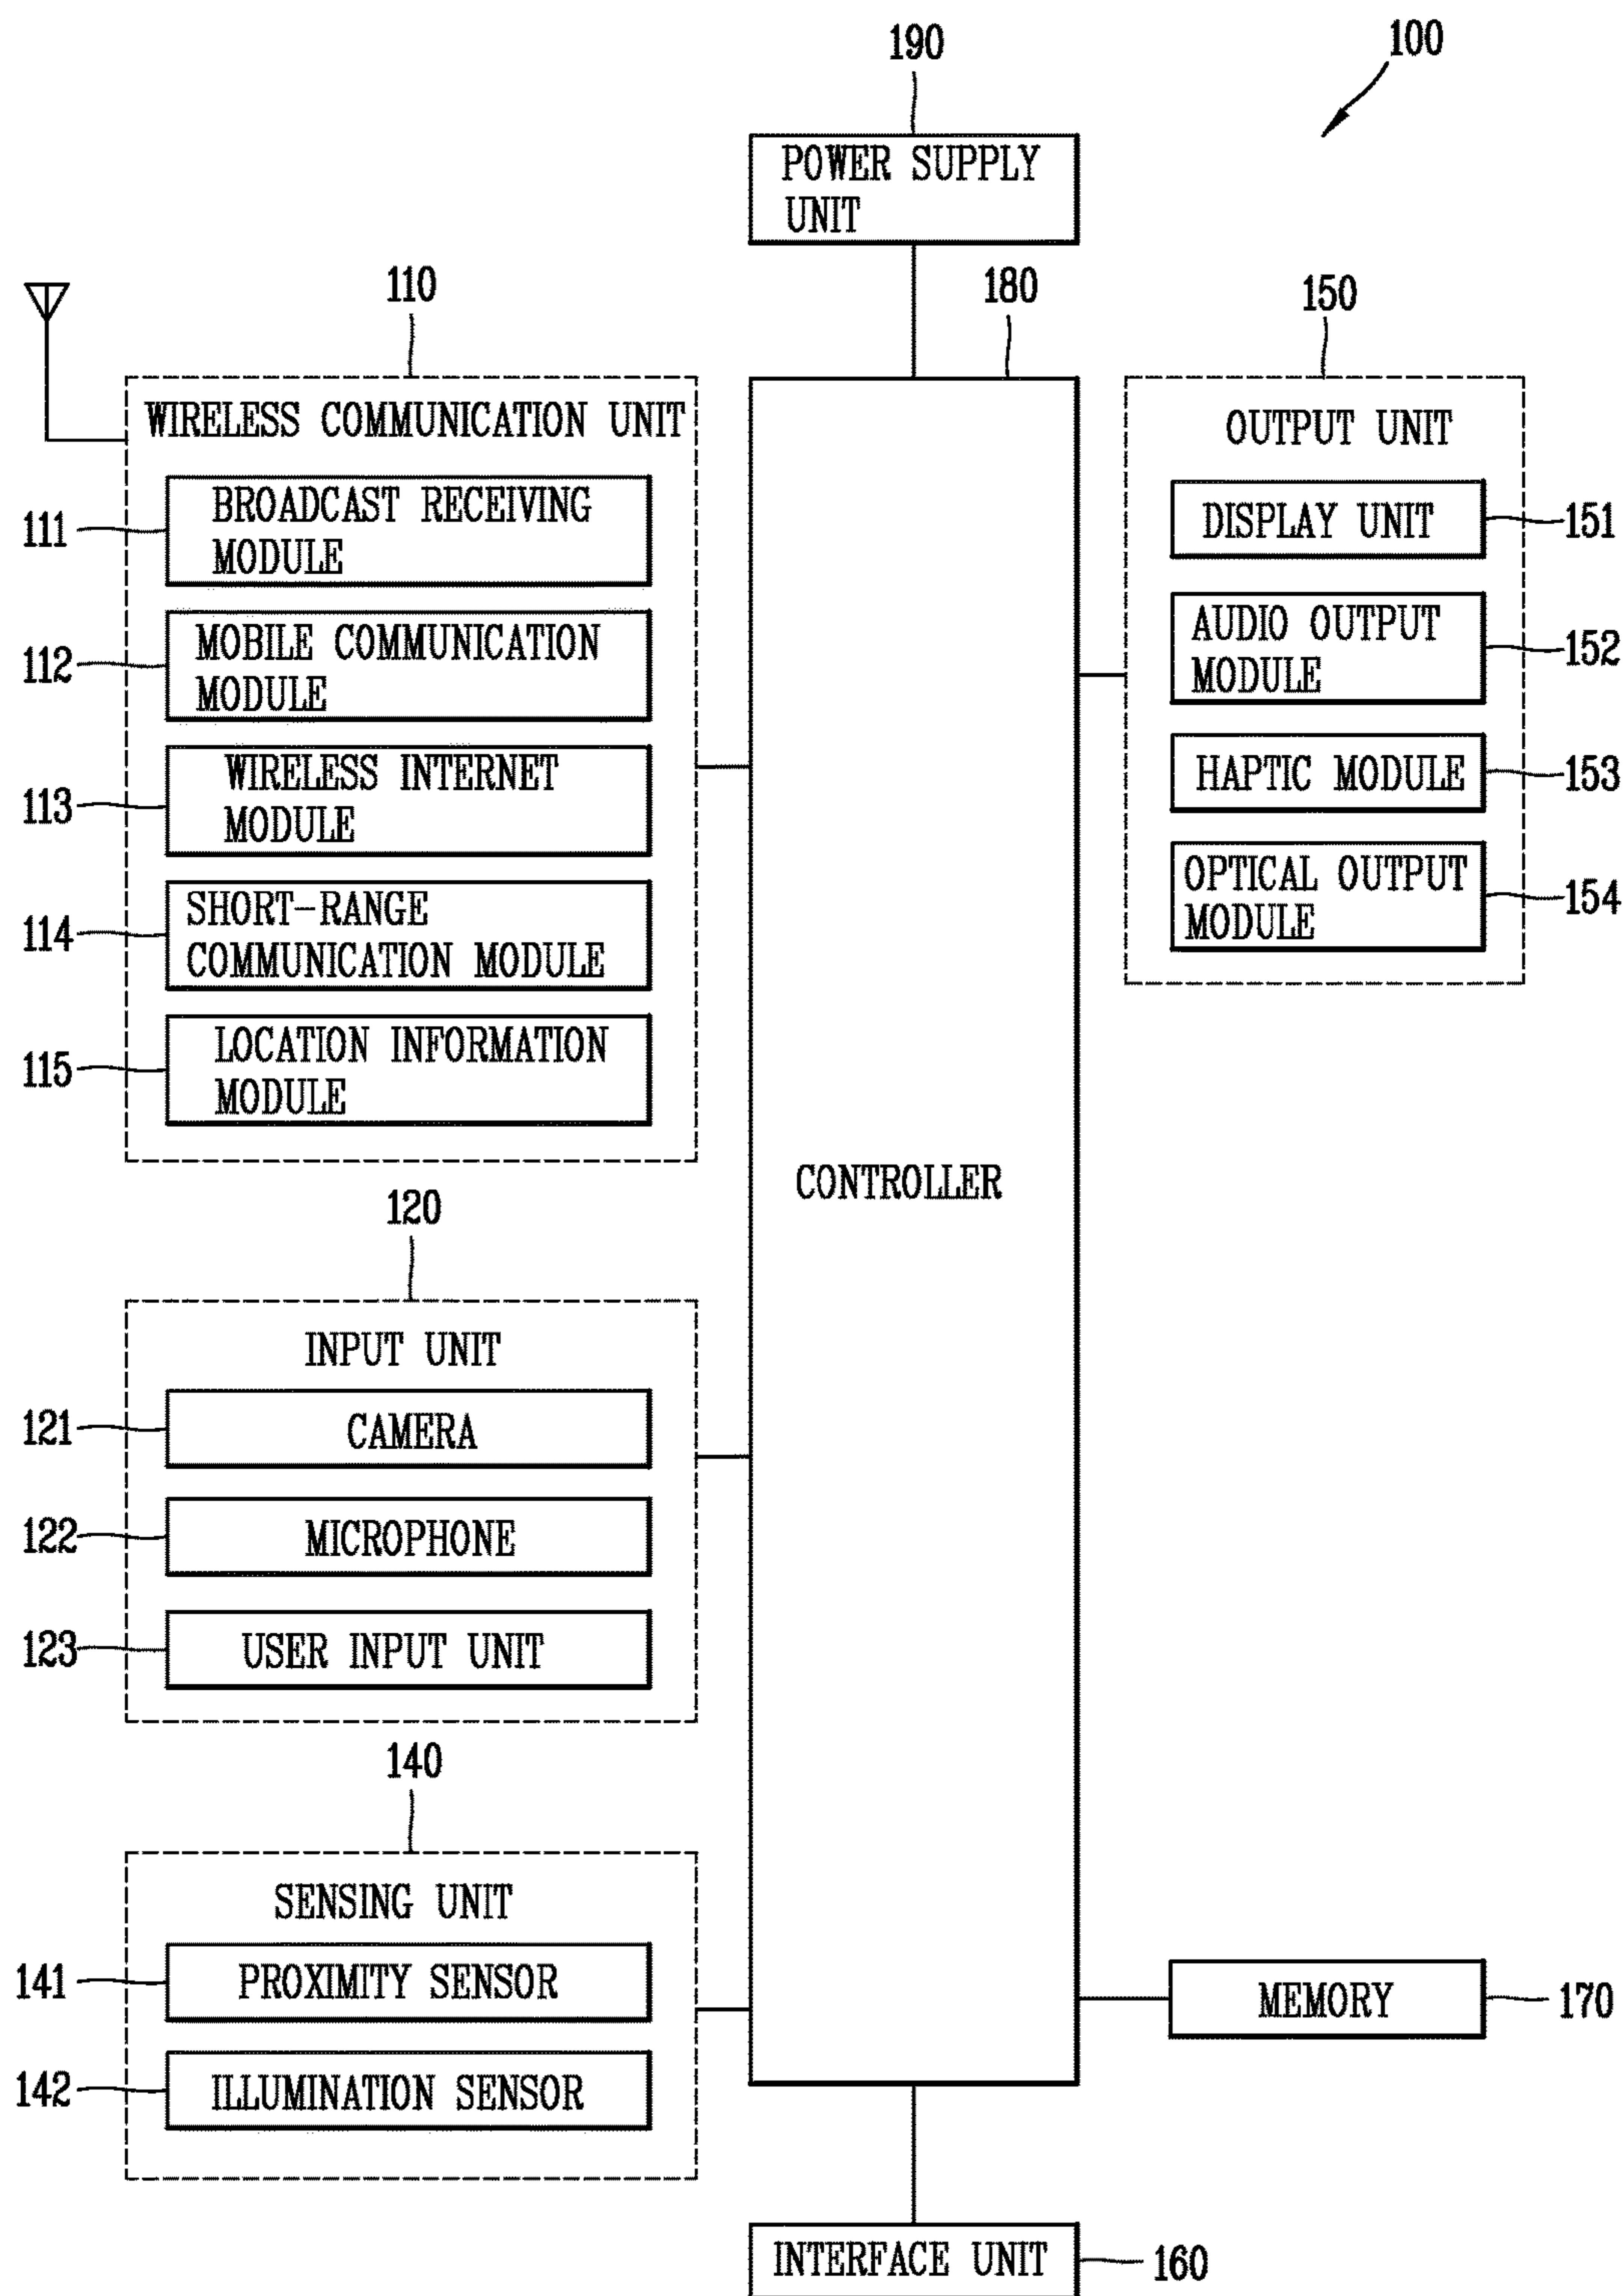 190
100
POWER SUPPLY
UNIT
110
180
150
WIRELESS COMMUNICATION UNIT
111
BROADCAST RECEIVING
MODULE
112
MOBILE COMMUNICATION
MODULE
113
WIRELESS INTERNET
MODULE
114
SHORT-RANGE
COMMUNICATION MODULE
115
LOCATION INFORMATION
MODULE
OUTPUT UNIT
DISPLAY UNIT
151
AUDIO OUTPUT
MODULE
152
HAPTIC MODULE
153
OPTICAL OUTPUT
MODULE
154
CONTROLLER
120
INPUT UNIT
121
CAMERA
122
MICROPHONE
123
USER INPUT UNIT
140
SENSING UNIT
141
PROXIMITY SENSOR
142
ILLUMINATION SENSOR
MEMORY
170
INTERFACE UNIT
160